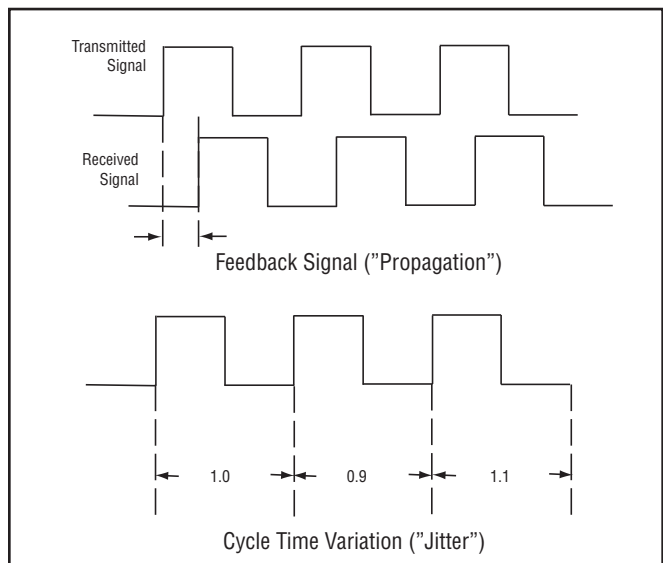 Transmitted
Signal
Received
Signal
Feedback Signal (”Propagation”)
1.0 0.9 1.1
Cycle Time Variation (”Jitter”)